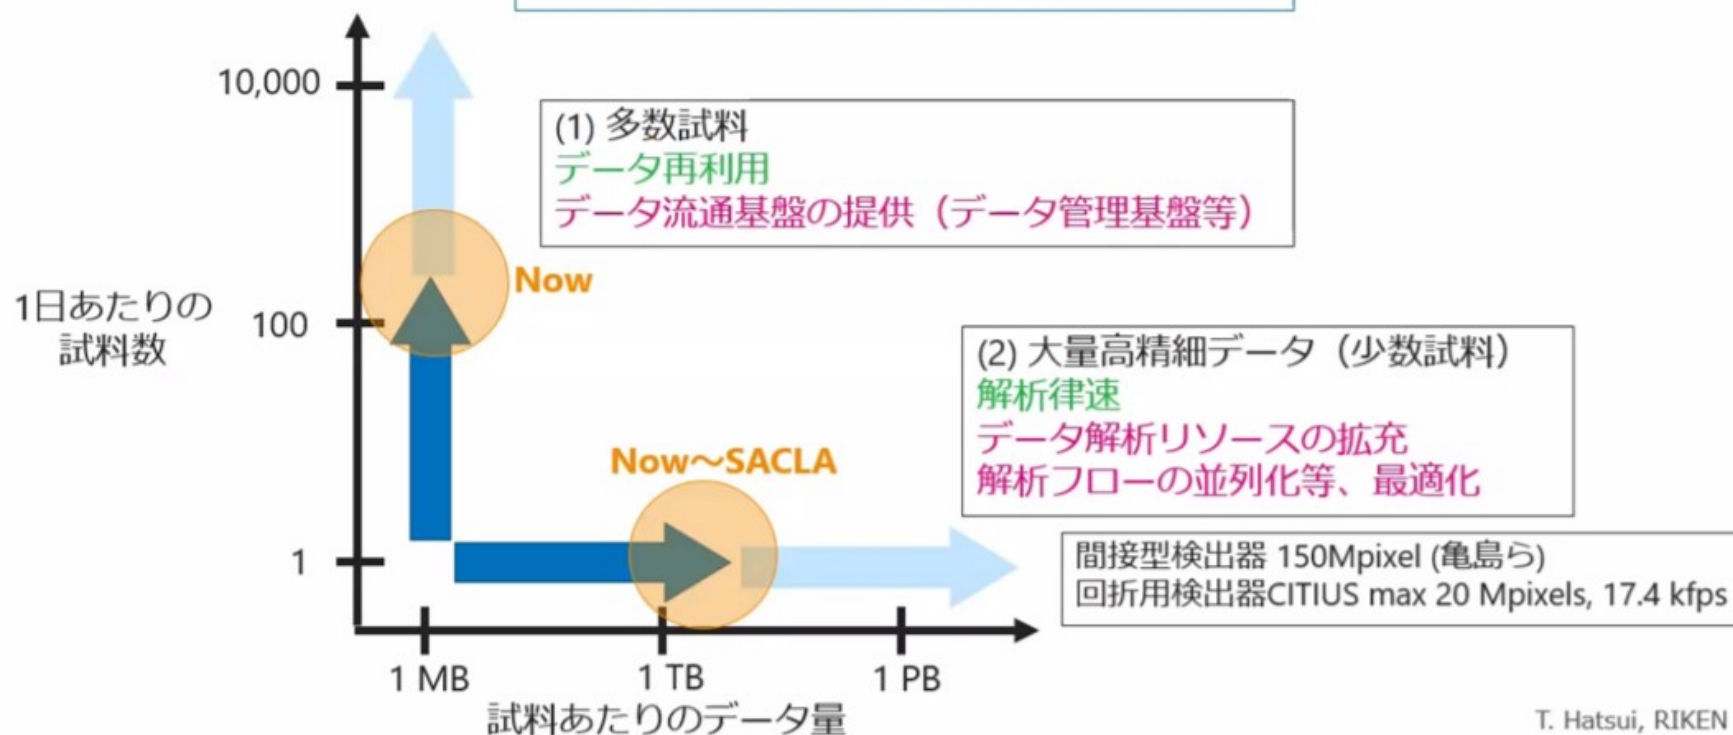 10,000
(1) 多数試料
データ再利用
データ流通基盤の提供（データ管理基盤等）
Now
1日あたりの
試料数
100
(2) 大量高精細データ（少数試料）
解析律速
データ解析リソースの拡充
解析フローの並列化等、最適化
Now～SACLA
1
間接型検出器 150Mpixel (亀島ら)
回折用検出器CITIUS max 20 Mpixels, 17.4 kfps
1 MB
1 TB
1 PB
試料あたりのデータ量
T. Hatsui, RIKEN